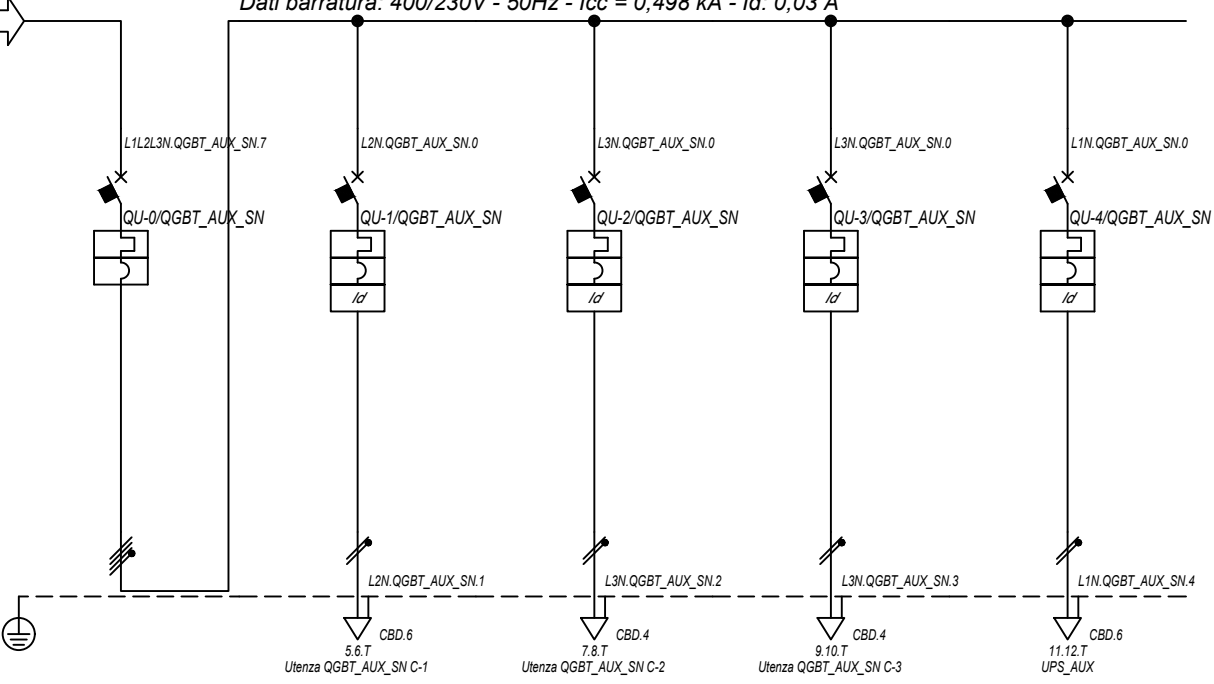 Dati barratura: 400/230V - 50Hz - Icc = 0,498 kA - Id: 0,03 A
L1L2L3N.QGBT_AUX_SN.7
L2N.QGBT_AUX_SN.0
L3N.QGBT_AUX_SN.0
L3N.QGBT_AUX_SN.0
L1N.QGBT_AUX_SN.0
QU-0/QGBT_AUX_SN
QU-1/QGBT_AUX_SN
QU-2/QGBT_AUX_SN
QU-3/QGBT_AUX_SN
QU-4/QGBT_AUX_SN
Id
Id
Id
Id
L2N.QGBT_AUX_SN.1
L3N.QGBT_AUX_SN.2
L3N.QGBT_AUX_SN.3
L1N.QGBT_AUX_SN.4
CBD.6
CBD.4
CBD.4
CBD.6
5.6.T
Utenza QGBT_AUX_SN C-1
7.8.T
Utenza QGBT_AUX_SN C-2
9.10.T
Utenza QGBT_AUX_SN C-3
11.12.T
UPS_AUX